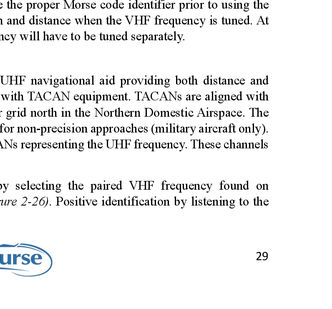 e the proper Morse code identifier prior to using the
n and distance when the VHF frequency is tuned. At
ncy will have to be tuned separately.
UHF navigational aid providing both distance and
with TACAN equipment. TACANs are aligned with
r grid north in the Northern Domestic Airspace. The
for non-precision approaches (military aircraft only).
ANs representing the UHF frequency. These channels
by selecting the paired VHF frequency found on
ure 2-26). Positive identification by listening to the
urse
29